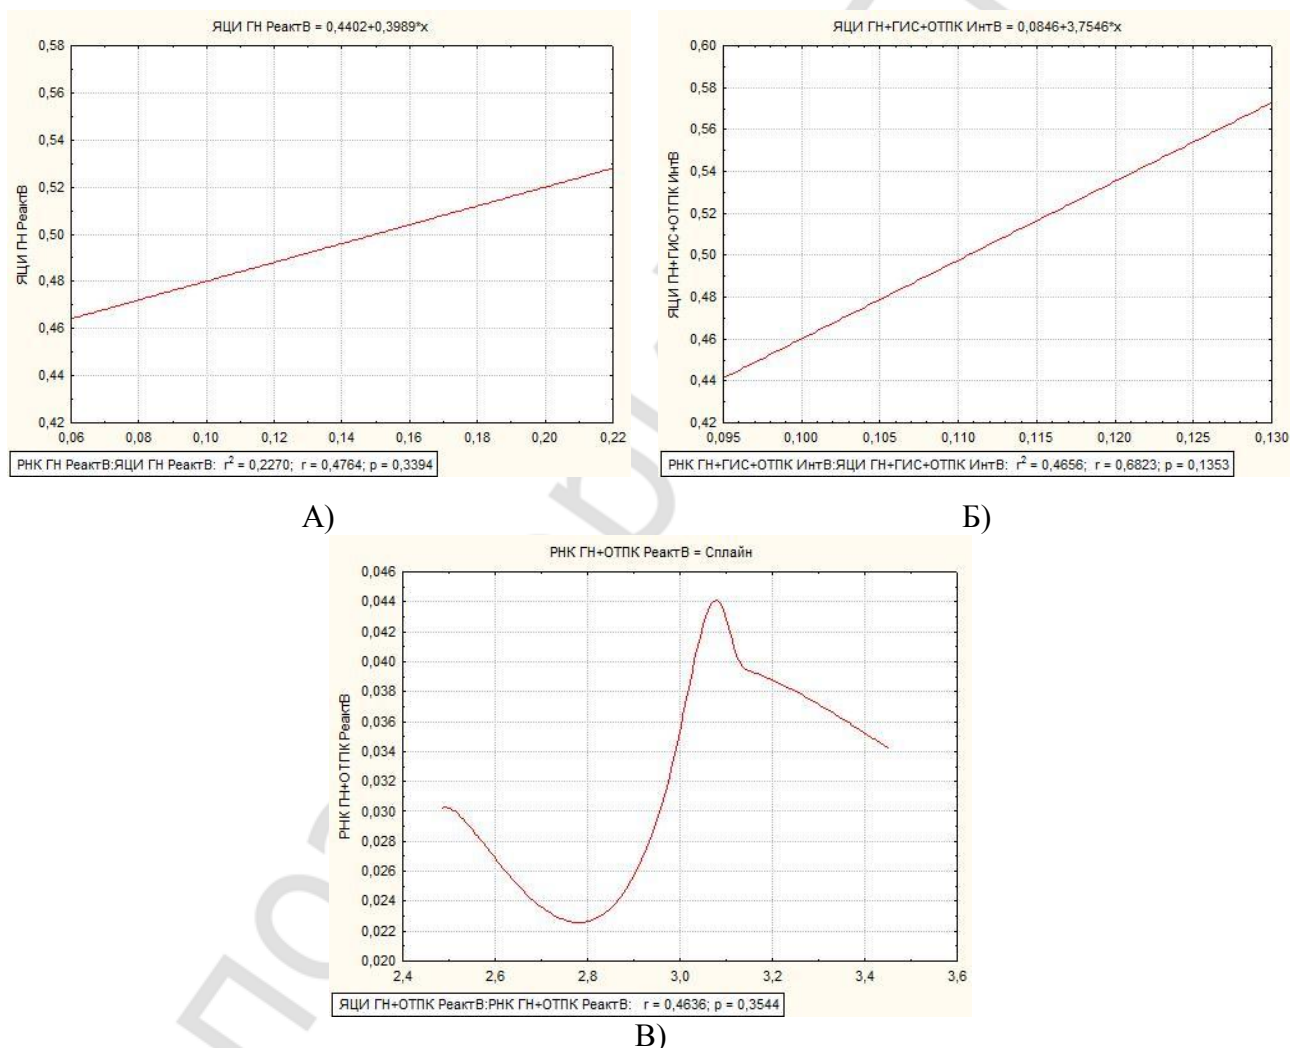 ЯЦИ ГН РеактВ = 0,4402+0,3989*x
0,58
0,56
0,54
0,52
0,50
0,48
0,46
0,44
0,42
ЯЦИ ГН РеактВ
0,06 0,08 0,10 0,12 0,14 0,16 0,18 0,20 0,22
РНК ГН РеактВ:ЯЦИ ГН РеактВ: r² = 0,2270; r = 0,4764; p = 0,3394
А)
ЯЦИ ГН+ГИС+ОТПК ИнтВ = 0,0846+3,7546*x
0,60
0,58
0,56
0,54
0,52
0,50
0,48
0,46
0,44
0,42
ЯЦИ ГН+ГИС+ОТПК ИнтВ
0,095 0,100 0,105 0,110 0,115 0,120 0,125 0,130
РНК ГН+ГИС+ОТПК ИнтВ:ЯЦИ ГН+ГИС+ОТПК ИнтВ: r² = 0,4656; r = 0,6823; p = 0,1353
Б)
РНК ГН+ОТПК РеактВ = Сплайн
0,046
0,044
0,042
0,040
0,038
0,036
0,034
0,032
0,030
0,028
0,026
0,024
0,022
0,020
РНК ГН+ОТПК РеактВ
2,4 2,6 2,8 3,0 3,2 3,4 3,6
ЯЦИ ГН+ОТПК РеактВ:РНК ГН+ОТПК РеактВ: r = 0,4636; p = 0,3544
В)